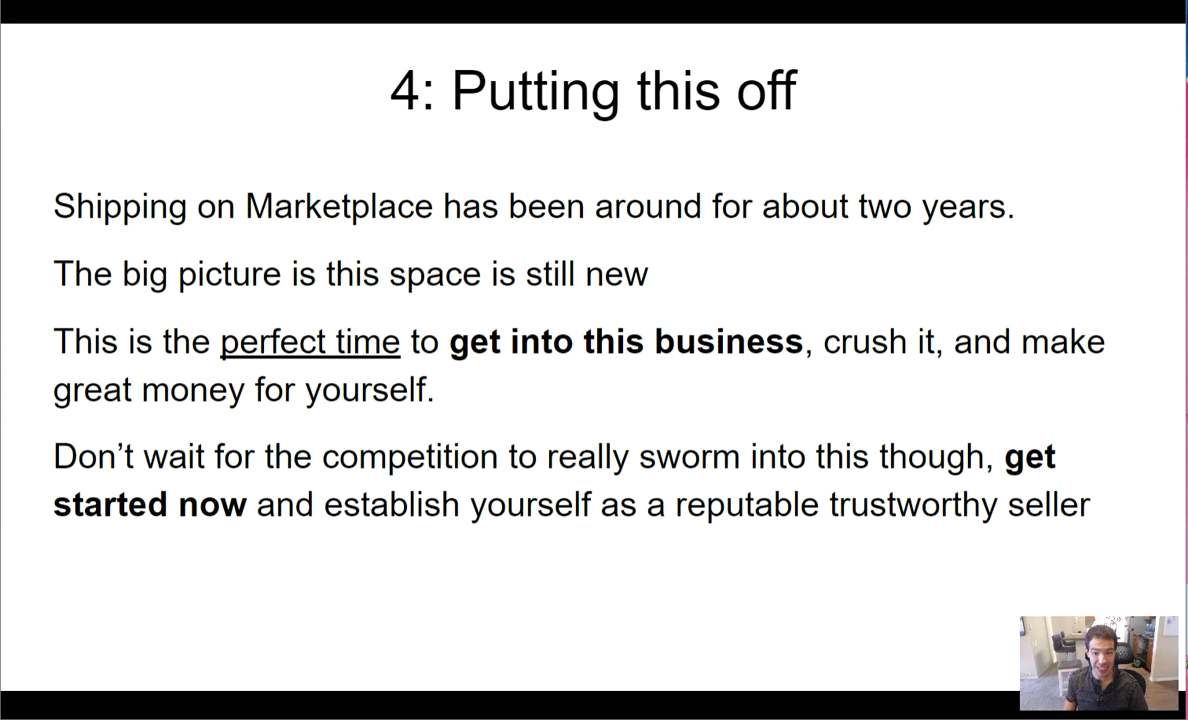 4: Putting this off
Shipping on Marketplace has been around for about two years.
The big picture is this space is still new
This is the perfect time to get into this business, crush it, and make
great money for yourself.
Don’t wait for the competition to really sworm into this though, get
started now and establish yourself as a reputable trustworthy seller